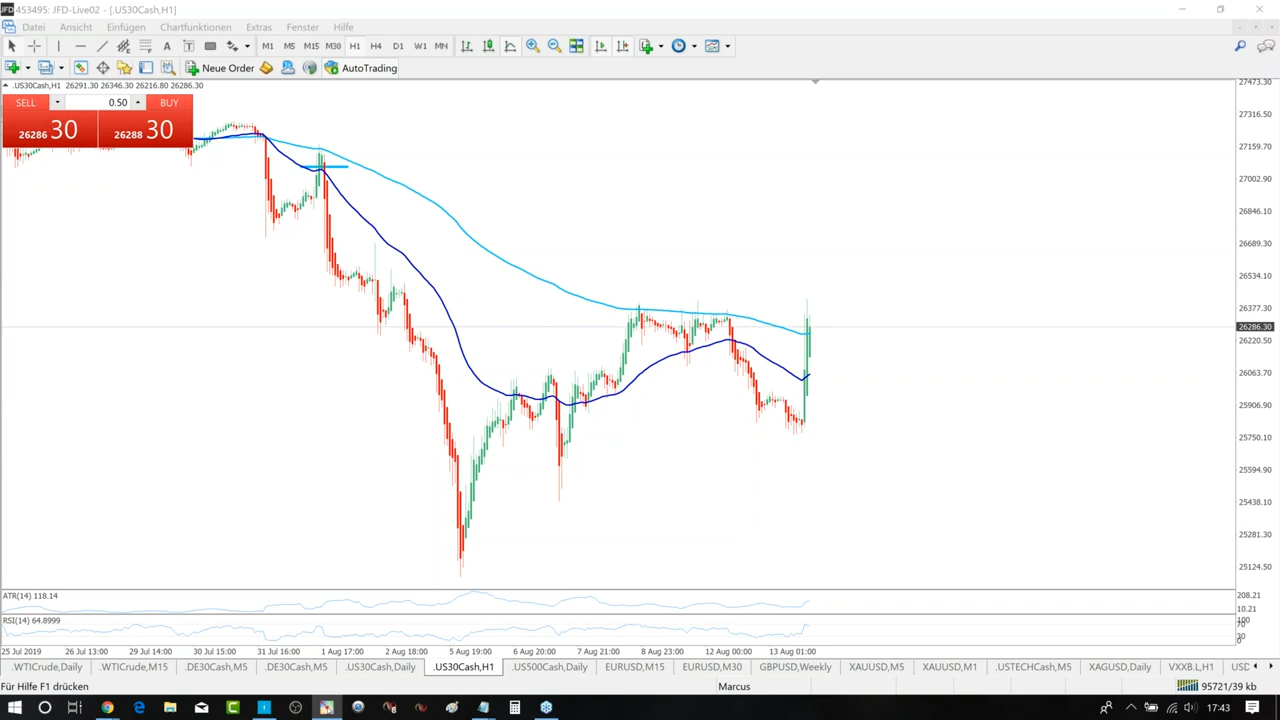 JFD 453495: JFD-Live02 - [.US30Cash,H1]
Datei Ansicht Einfügen Chartfunktionen Extras Fenster Hilfe
A T M1 M5 M15 M30 H1 H4 D1 W1 MN
Neue Order AutoTrading
.US30Cash,H1 26291.30 26346.30 26216.80 26286.30
SELL 0.50 BUY
26286 30 26288 30
27473.30
27316.50
27159.70
27002.90
26846.10
26689.30
26534.10
26377.30
26286.30
26220.50
26063.70
25906.90
25750.10
25594.90
25438.10
25281.30
25124.50
ATR(14) 118.14
208.21
10.21
RSI(14) 64.8999
100
70
30
0
25 Jul 2019 26 Jul 13:00 29 Jul 14:00 30 Jul 15:00 31 Jul 16:00 1 Aug 17:00 2 Aug 18:00 5 Aug 19:00 6 Aug 20:00 7 Aug 21:00 8 Aug 23:00 12 Aug 00:00 13 Aug 01:00
.WTICrude,Daily .WTICrude,M15 .DE30Cash,M5 .DE30Cash,M5 .US30Cash,Daily .US30Cash,H1 .US500Cash,Daily EURUSD,M15 EURUSD,M30 GBPUSD,Weekly XAUUSD,M5 XAUUSD,M1 .USTECHCash,M5 XAGUSD,Daily VXXB.L,H1 USD
Für Hilfe F1 drücken Marcus 95721/39 kb
17:43